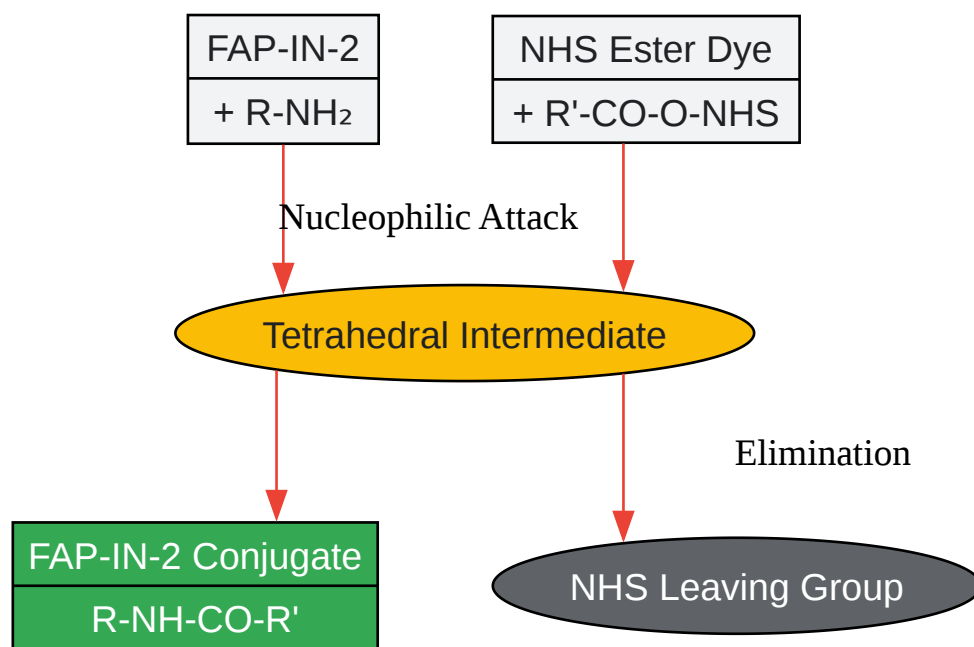 FAP-IN-2
+ R-NH₂
NHS Ester Dye
+ R'-CO-O-NHS
Nucleophilic Attack
Tetrahedral Intermediate
Elimination
FAP-IN-2 Conjugate
R-NH-CO-R'
NHS Leaving Group